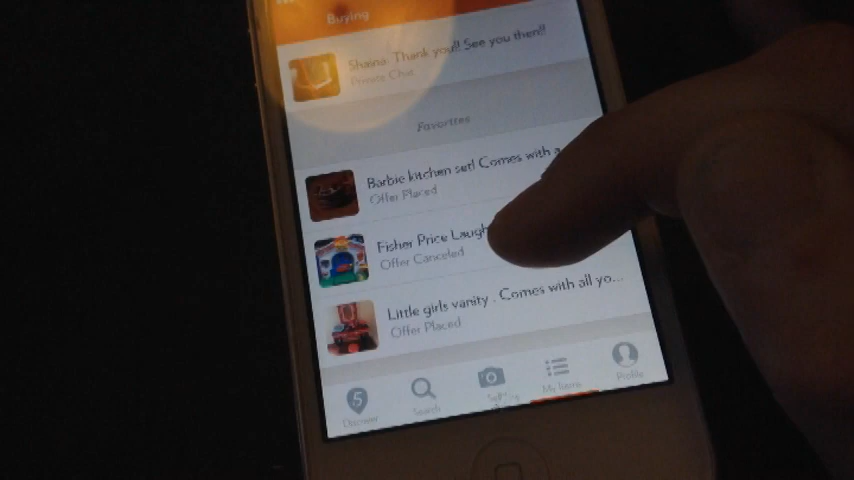 Buying
Shaina: Thank you!! See you then!!
Private Chat
Favorites
Barbie kitchen set! Comes with a
Offer Placed
Fisher Price Laugh
Offer Canceled
Little girls vanity . Comes with all yo...
Offer Placed
5
Discover
Search
Sell
My Items
Profile